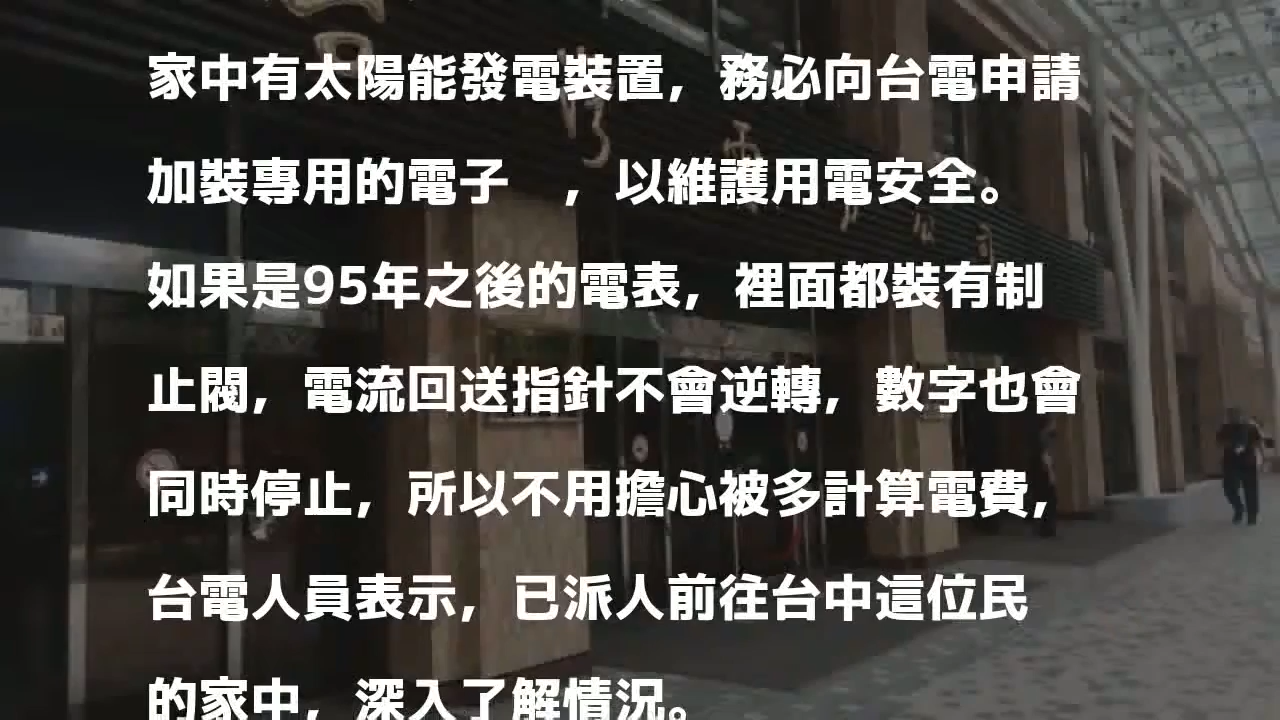 家中有太陽能發電裝置，務必向台電申請
加裝專用的電子　，以維護用電安全。
如果是95年之後的電表，裡面都裝有制
止閥，電流回送指針不會逆轉，數字也會
同時停止，所以不用擔心被多計算電費，
台電人員表示，已派人前往台中這位民
的家中，深入了解情況。